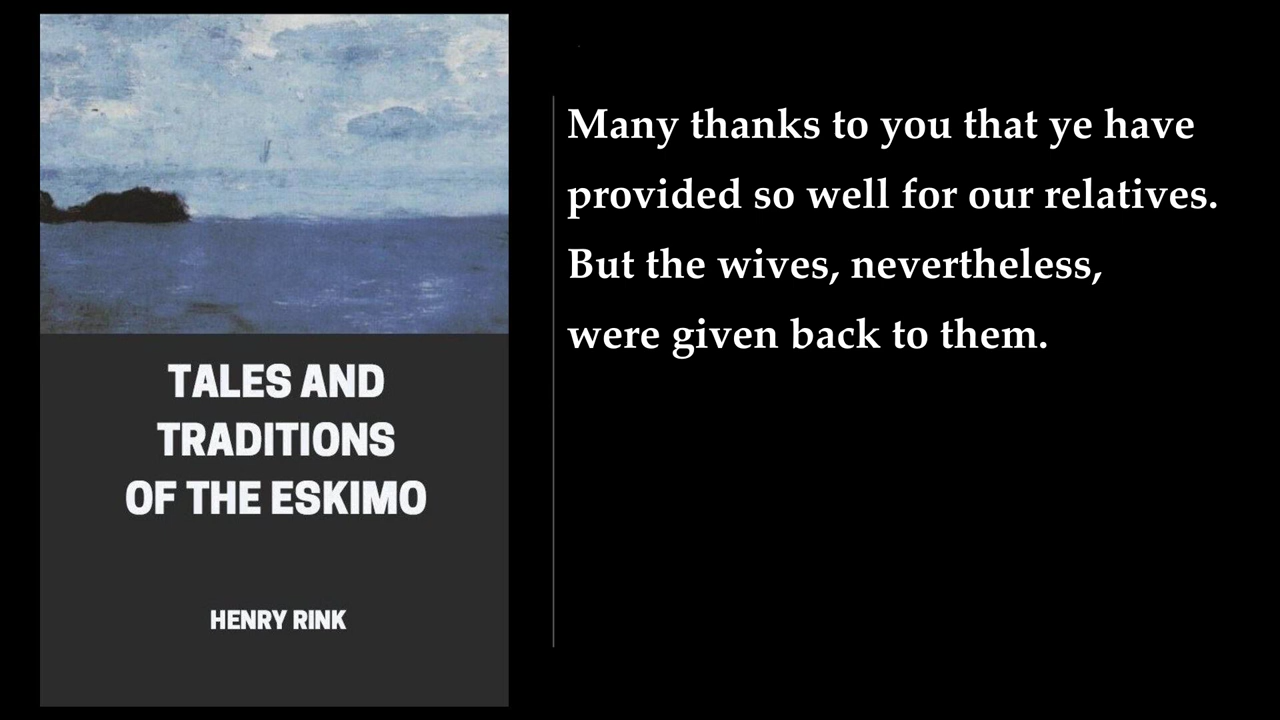 TALES AND
TRADITIONS
OF THE ESKIMO
HENRY RINK
Many thanks to you that ye have
provided so well for our relatives.
But the wives, nevertheless,
were given back to them.